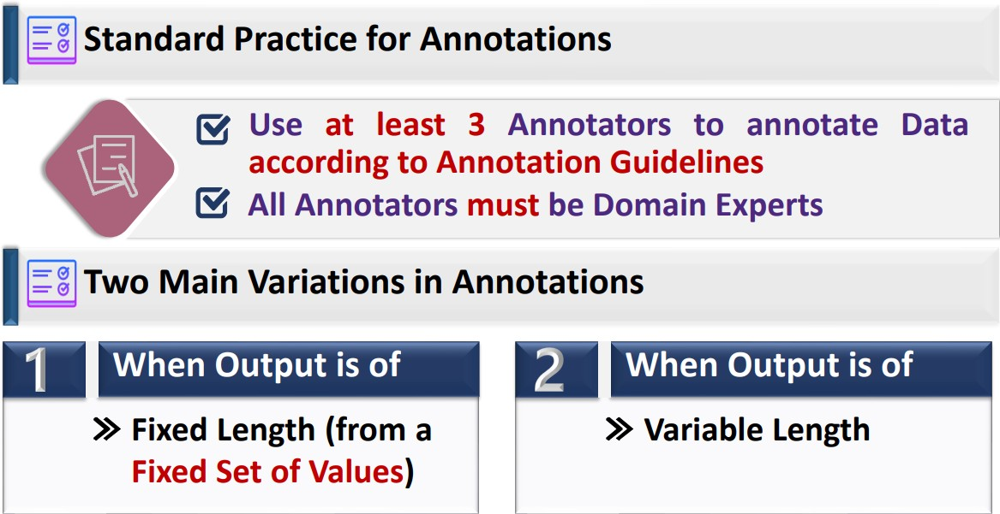 Standard Practice for Annotations
Use at least 3 Annotators to annotate Data
according to Annotation Guidelines
All Annotators must be Domain Experts
Two Main Variations in Annotations
1 When Output is of
Fixed Length (from a
Fixed Set of Values)
2 When Output is of
Variable Length